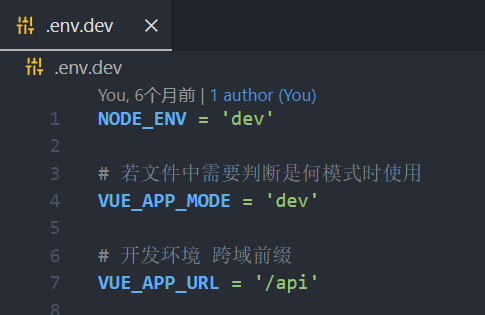 .env.dev
.env.dev
You, 6个月前 | 1 author (You)
1 NODE_ENV = 'dev'
2
3 # 若文件中需要判断是何模式时使用
4 VUE_APP_MODE = 'dev'
5
6 # 开发环境 跨域前缀
7 VUE_APP_URL = '/api'
8